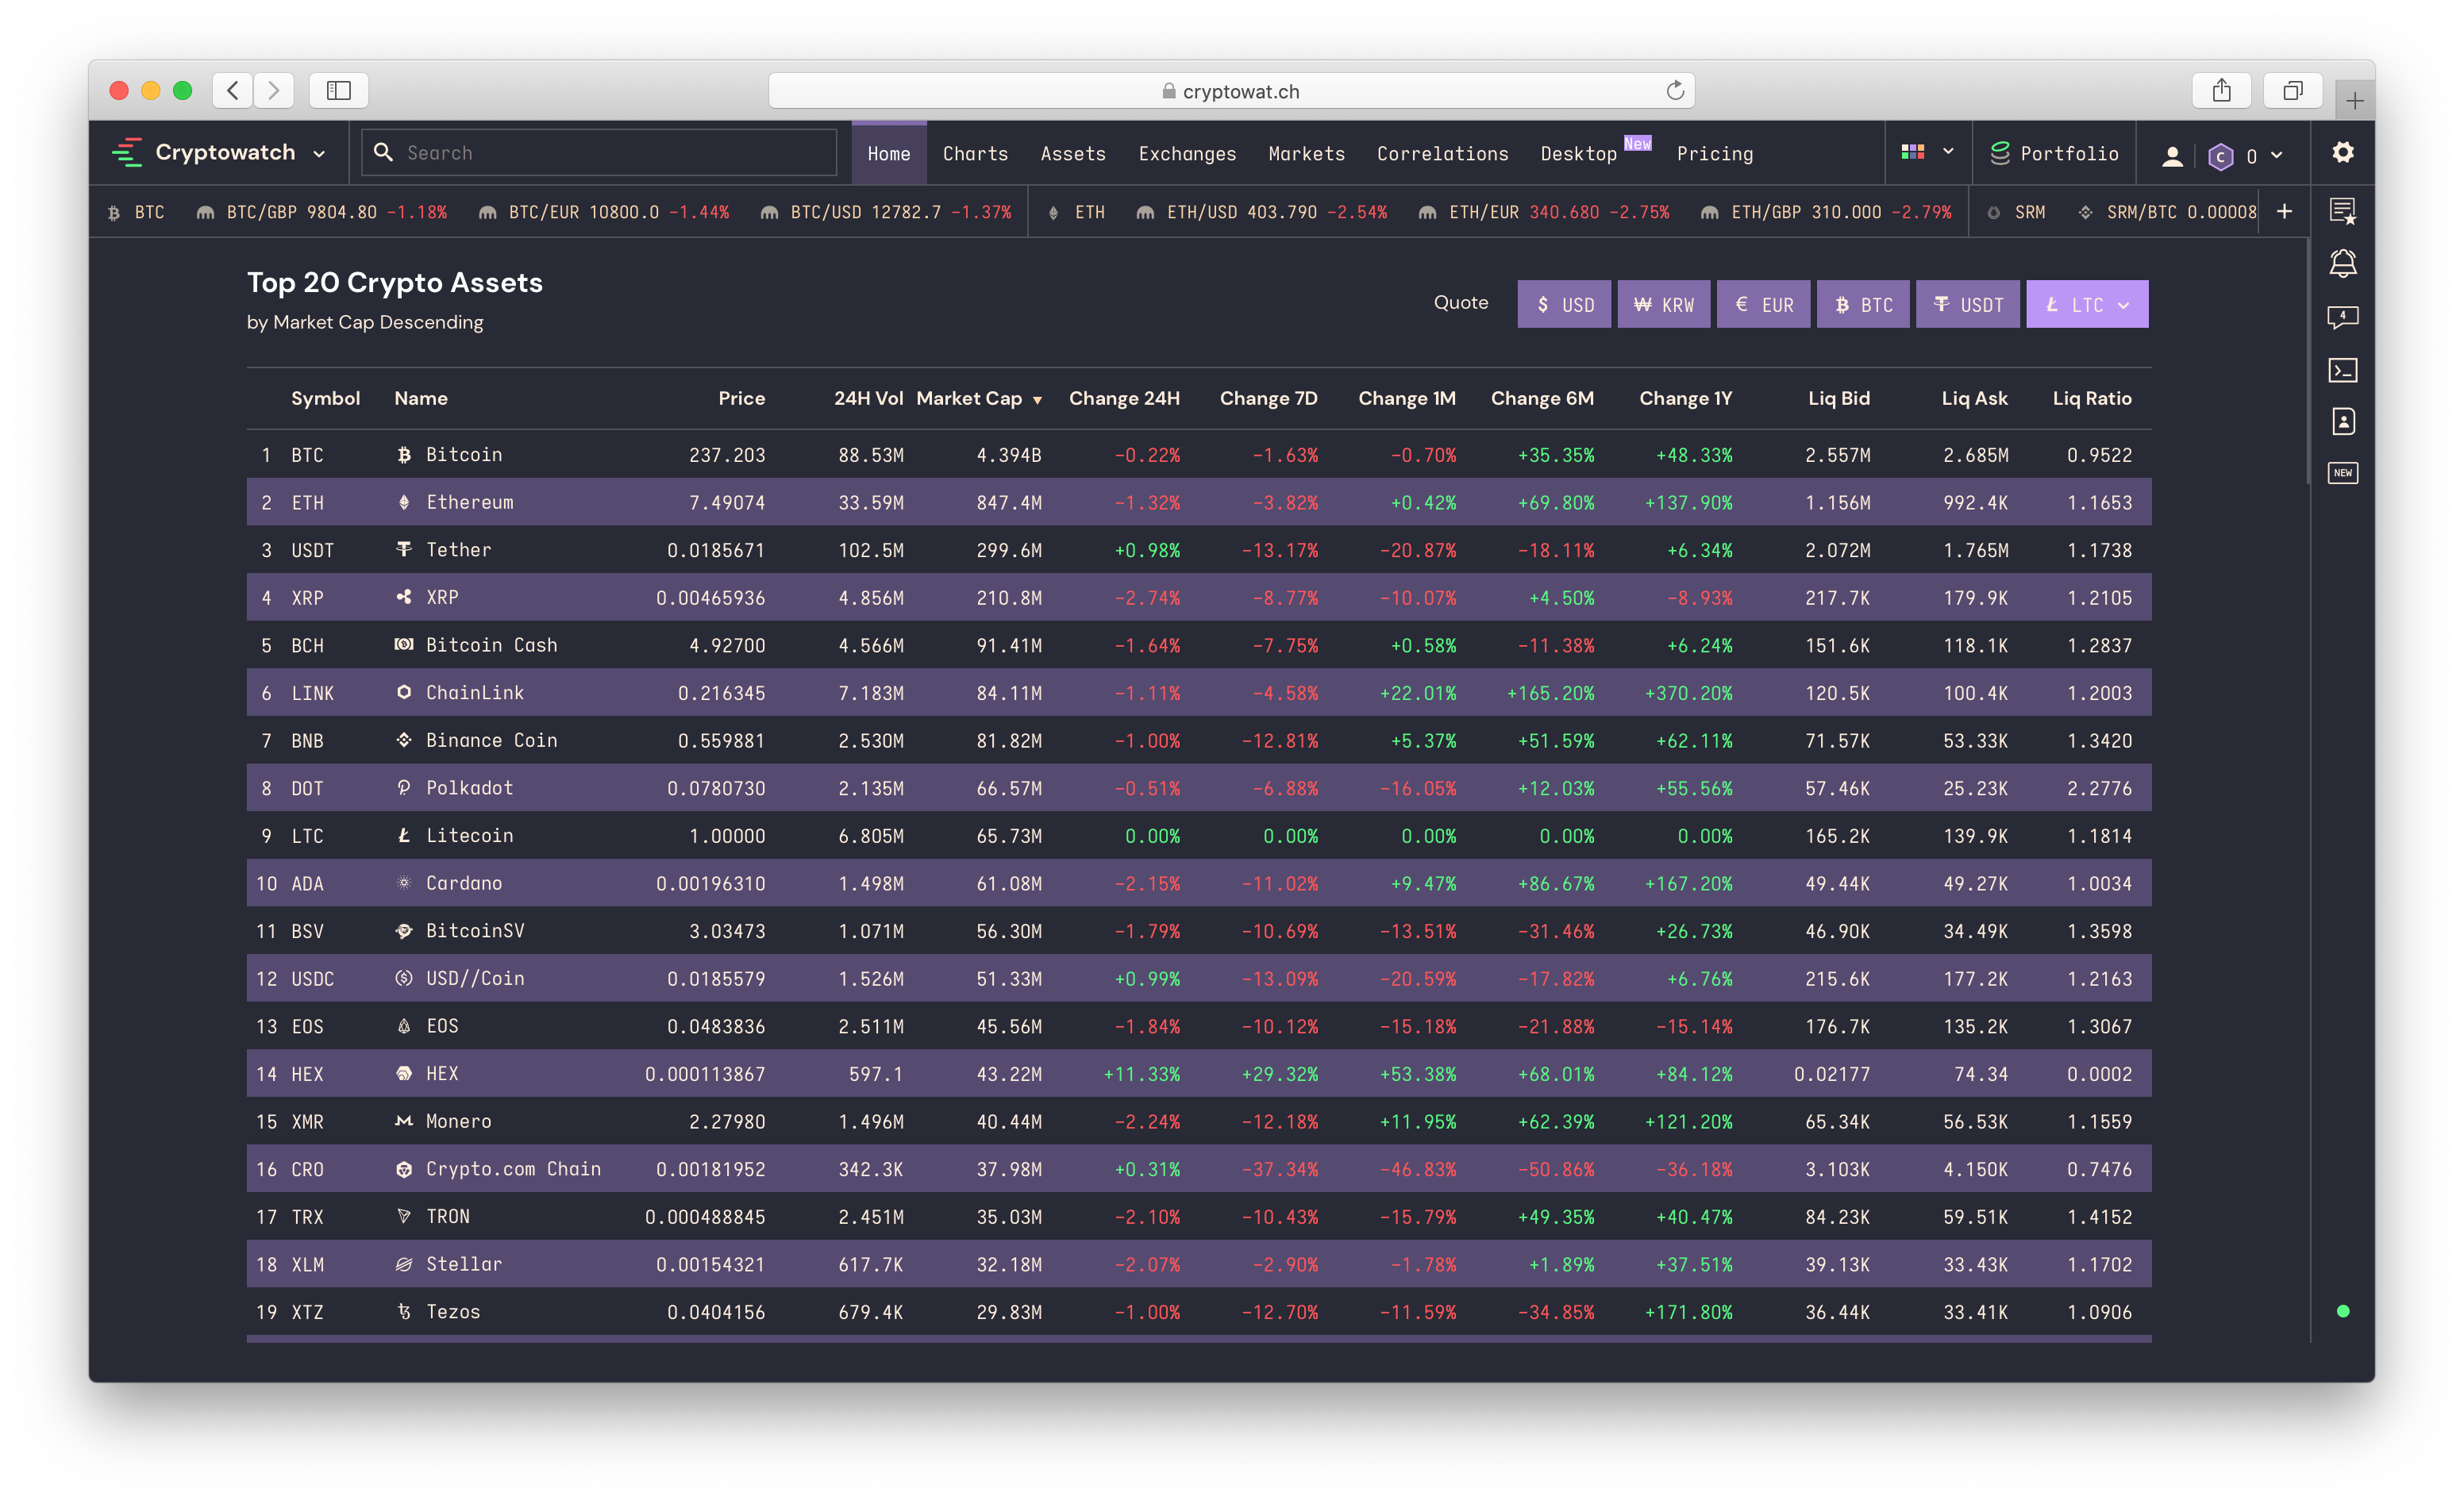 cryptowat.ch
Cryptowatch Search Home Charts Assets Exchanges Markets Correlations Desktop New Pricing Portfolio C 0
BTC BTC/GBP 9804.80 -1.18% BTC/EUR 10800.0 -1.44% BTC/USD 12782.7 -1.37% ETH ETH/USD 403.790 -2.54% ETH/EUR 340.680 -2.75% ETH/GBP 310.000 -2.79% SRM SRM/BTC 0.00008 +
Top 20 Crypto Assets
by Market Cap Descending
Quote $ USD ₩ KRW € EUR ₿ BTC ₮ USDT Ł LTC
4
Symbol Name Price 24H Vol Market Cap ▼ Change 24H Change 7D Change 1M Change 6M Change 1Y Liq Bid Liq Ask Liq Ratio
1 BTC Bitcoin 237.203 88.53M 4.394B -0.22% -1.63% -0.70% +35.35% +48.33% 2.557M 2.685M 0.9522
NEW
2 ETH Ethereum 7.49074 33.59M 847.4M -1.32% -3.82% +0.42% +69.80% +137.90% 1.156M 992.4K 1.1653
3 USDT Tether 0.0185671 102.5M 299.6M +0.98% -13.17% -20.87% -18.11% +6.34% 2.072M 1.765M 1.1738
4 XRP XRP 0.00465936 4.856M 210.8M -2.74% -8.77% -10.07% +4.50% -8.93% 217.7K 179.9K 1.2105
5 BCH Bitcoin Cash 4.92700 4.566M 91.41M -1.64% -7.75% +0.58% -11.38% +6.24% 151.6K 118.1K 1.2837
6 LINK ChainLink 0.216345 7.183M 84.11M -1.11% -4.58% +22.01% +165.20% +370.20% 120.5K 100.4K 1.2003
7 BNB Binance Coin 0.559881 2.530M 81.82M -1.00% -12.81% +5.37% +51.59% +62.11% 71.57K 53.33K 1.3420
8 DOT Polkadot 0.0780730 2.135M 66.57M -0.51% -6.88% -16.05% +12.03% +55.56% 57.46K 25.23K 2.2776
9 LTC Litecoin 1.00000 6.805M 65.73M 0.00% 0.00% 0.00% 0.00% 0.00% 165.2K 139.9K 1.1814
10 ADA Cardano 0.00196310 1.498M 61.08M -2.15% -11.02% +9.47% +86.67% +167.20% 49.44K 49.27K 1.0034
11 BSV BitcoinSV 3.03473 1.071M 56.30M -1.79% -10.69% -13.51% -31.46% +26.73% 46.90K 34.49K 1.3598
12 USDC USD//Coin 0.0185579 1.526M 51.33M +0.99% -13.09% -20.59% -17.82% +6.76% 215.6K 177.2K 1.2163
13 EOS EOS 0.0483836 2.511M 45.56M -1.84% -10.12% -15.18% -21.88% -15.14% 176.7K 135.2K 1.3067
14 HEX HEX 0.000113867 597.1 43.22M +11.33% +29.32% +53.38% +68.01% +84.12% 0.02177 74.34 0.0002
15 XMR Monero 2.27980 1.496M 40.44M -2.24% -12.18% +11.95% +62.39% +121.20% 65.34K 56.53K 1.1559
16 CRO Crypto.com Chain 0.00181952 342.3K 37.98M +0.31% -37.34% -46.83% -50.86% -36.18% 3.103K 4.150K 0.7476
17 TRX TRON 0.000488845 2.451M 35.03M -2.10% -10.43% -15.79% +49.35% +40.47% 84.23K 59.51K 1.4152
18 XLM Stellar 0.00154321 617.7K 32.18M -2.07% -2.90% -1.78% +1.89% +37.51% 39.13K 33.43K 1.1702
19 XTZ Tezos 0.0404156 679.4K 29.83M -1.00% -12.70% -11.59% -34.85% +171.80% 36.44K 33.41K 1.0906